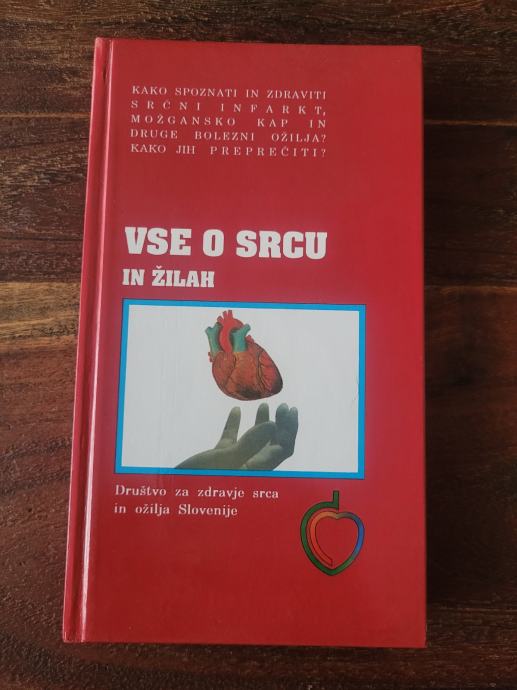 KAKO SPOZNATI IN ZDRAVITI
SRČNI INFARKT,
MOŽGANSKO KAP IN
DRUGE BOLEZNI OŽILJA?
KAKO JIH PREPREČITI?
VSE O SRCU
IN ŽILAH
Društvo za zdravje srca
in ožilja Slovenije